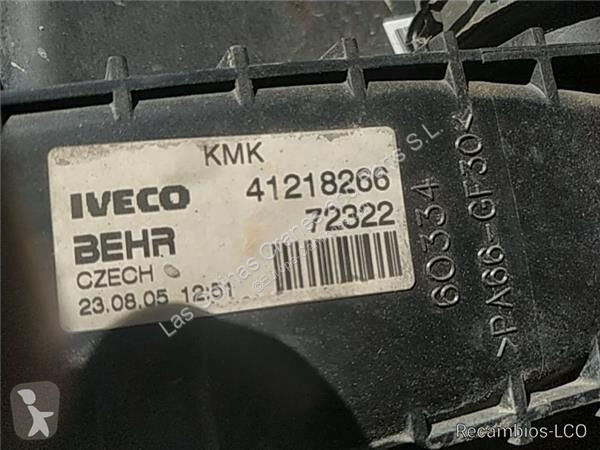 KMK
IVECO 41218266
BEHR 72322
CZECH
23.08.05 12:51
60334
>PA66-GF30<
Recambios-LCO